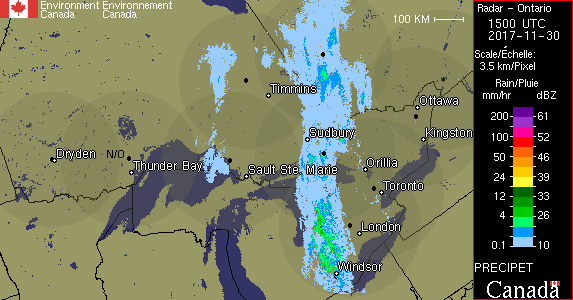 Environment Environnement
Canada Canada
100 KM
Timmins
Ottawa
Sudbury
Kingston
Dryden
N/O
Thunder Bay
Sault Ste. Marie
Orillia
Toronto
London
Windsor
Radar - Ontario
1500 UTC
2017-11-30
Scale/Échelle:
3.5 km/Pixel
Rain/Pluie
mm/hr dBZ
200 61
100 52
50 46
24 39
12 33
4 26
0.1 10
PRECIPET
Canada